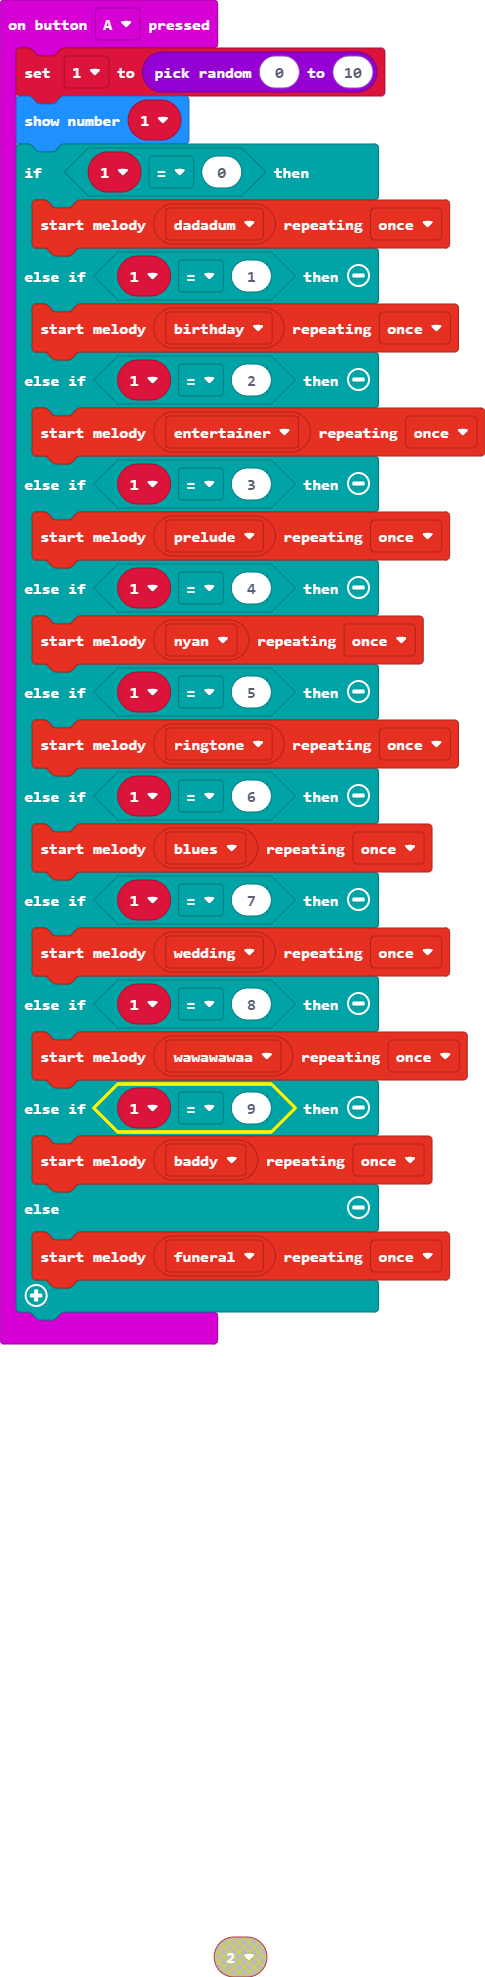 on button A pressed
set 1 to pick random 0 to 10
show number 1
if 1 = 0 then
start melody dadadum repeating once
else if 1 = 1 then
start melody birthday repeating once
else if 1 = 2 then
start melody entertainer repeating once
else if 1 = 3 then
start melody prelude repeating once
else if 1 = 4 then
start melody nyan repeating once
else if 1 = 5 then
start melody ringtone repeating once
else if 1 = 6 then
start melody blues repeating once
else if 1 = 7 then
start melody wedding repeating once
else if 1 = 8 then
start melody wawawawaa repeating once
else if 1 = 9 then
start melody baddy repeating once
else
start melody funeral repeating once
2